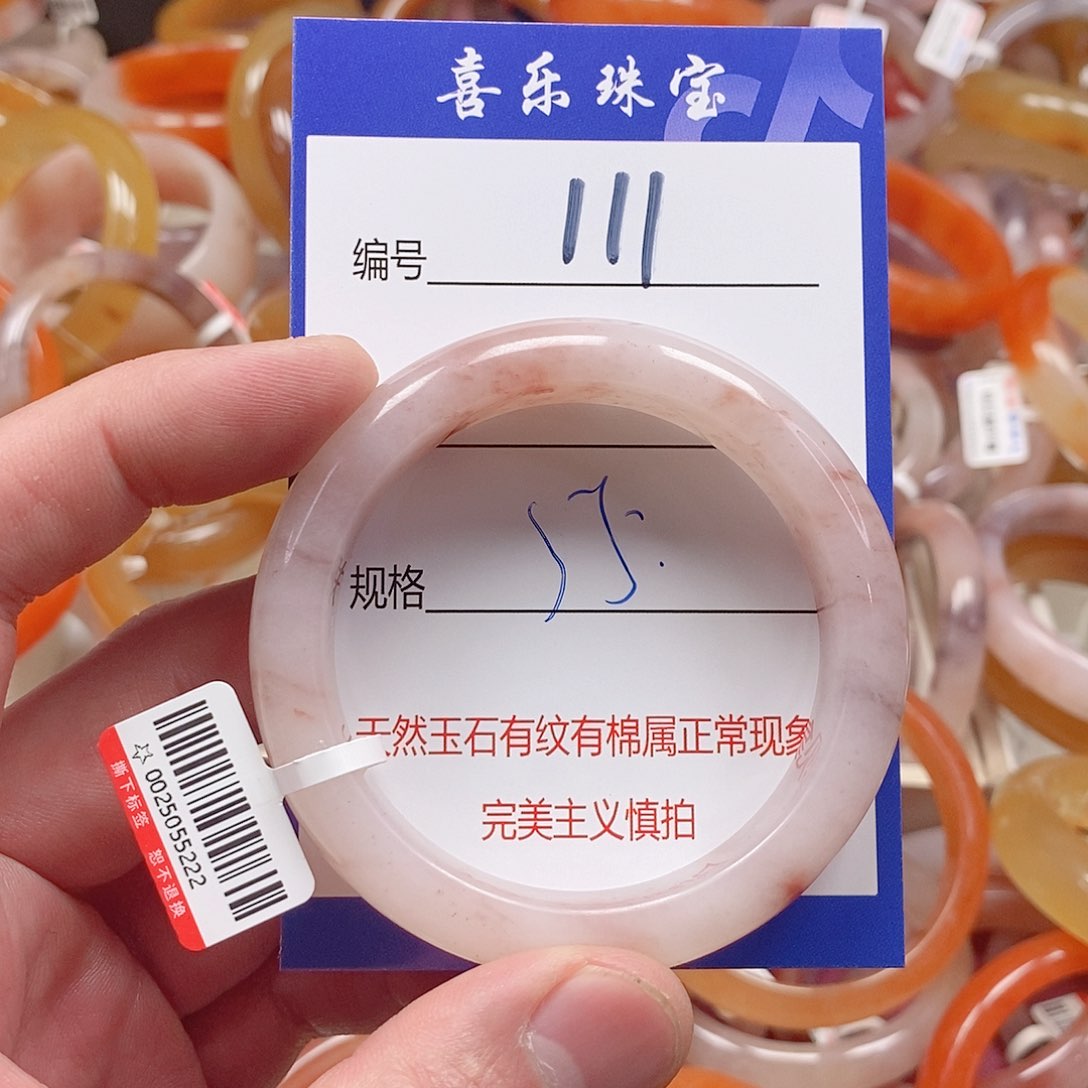 喜乐珠宝
编号 111
规格
天然玉石有纹有棉属正常现象
完美主义慎拍
☆ 0025055222
撕下标签 恕不退换